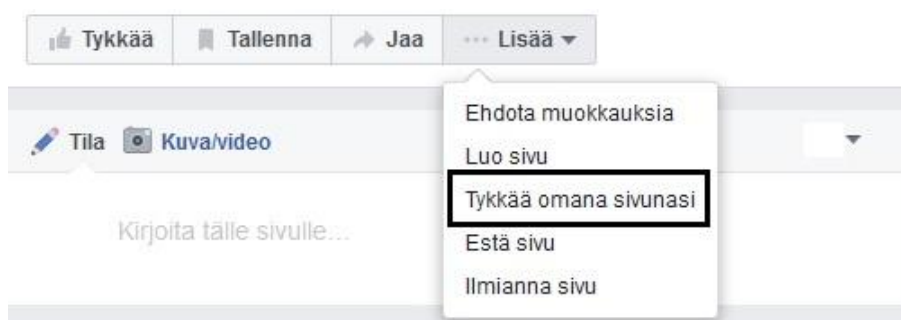 Tykkää Tallenna Jaa ··· Lisää
Ehdota muokkauksia
Tila Kuva/video
Luo sivu
Tykkää omana sivunasi
Kirjoita tälle sivulle...
Estä sivu
Ilmianna sivu